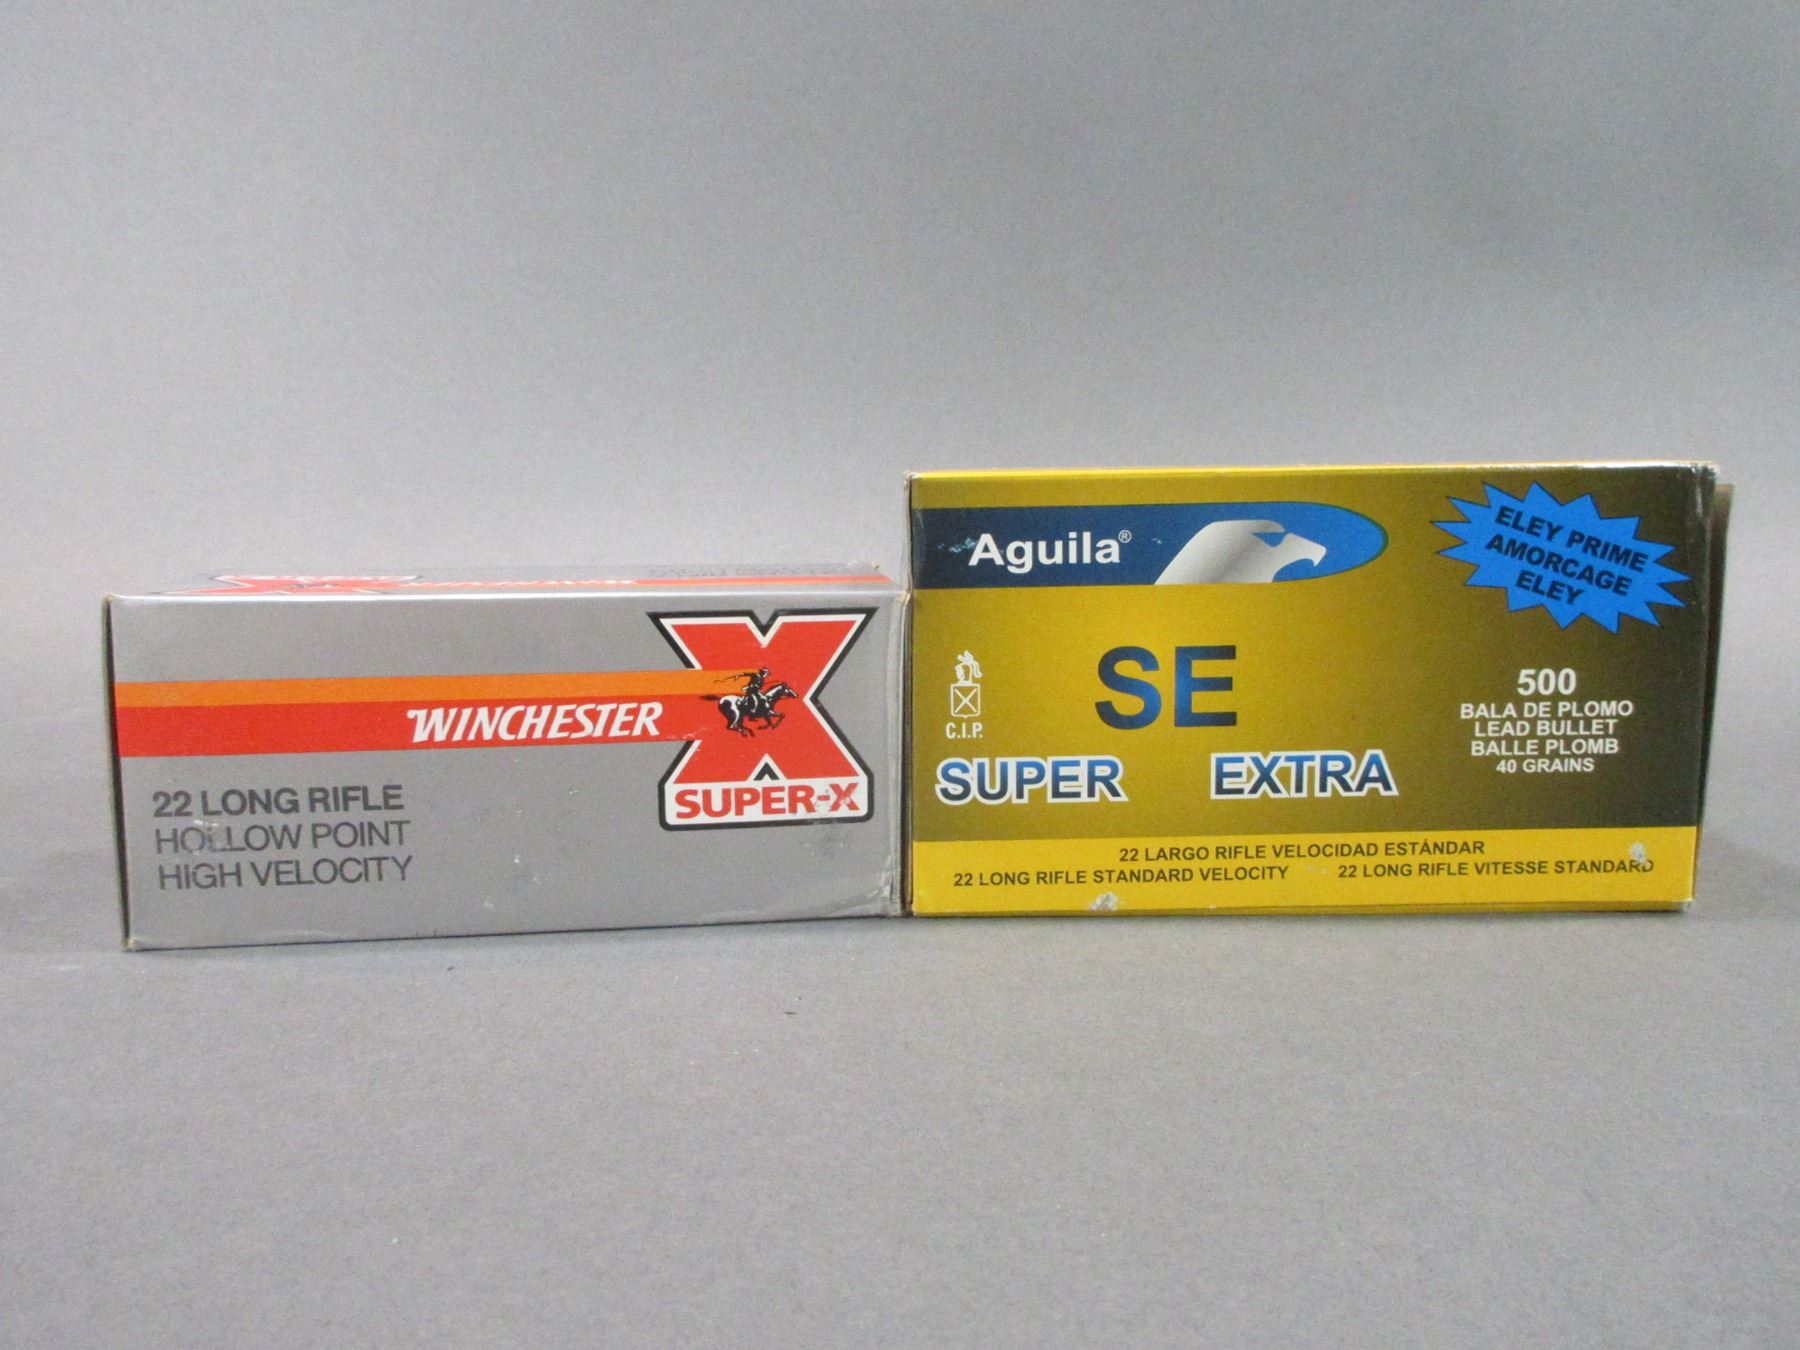 WINCHESTER
SUPER-X
22 LONG RIFLE
HOLLOW POINT
HIGH VELOCITY
Aguila®
ELEY PRIME
AMORCAGE
ELEY
SE
C.I.P.
SUPER EXTRA
500
BALA DE PLOMO
LEAD BULLET
BALLE PLOMB
40 GRAINS
22 LARGO RIFLE VELOCIDAD ESTÁNDAR
22 LONG RIFLE STANDARD VELOCITY 22 LONG RIFLE VITESSE STANDARD